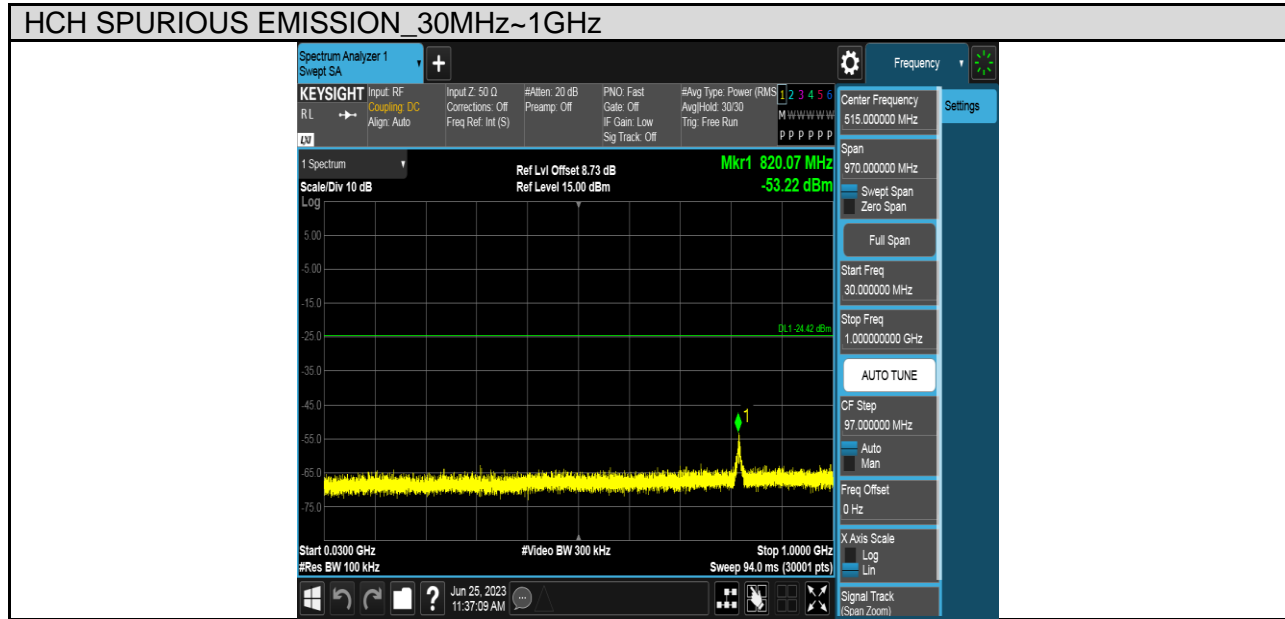 HCH SPURIOUS EMISSION_30MHz~1GHz
Spectrum Analyzer 1
Swept SA
+
Frequency
KEYSIGHT
RL
LXI
Input: RF
Coupling: DC
Align: Auto
Input Z: 50 Ω
Corrections: Off
Freq Ref: Int (S)
#Atten: 20 dB
Preamp: Off
PNO: Fast
Gate: Off
IF Gain: Low
Sig Track: Off
#Avg Type: Power (RMS
Avg|Hold: 30/30
Trig: Free Run
1 2 3 4 5 6
M W W W W W
P P P P P P
1 Spectrum
Scale/Div 10 dB
Log
Ref Lvl Offset 8.73 dB
Ref Level 15.00 dBm
Mkr1 820.07 MHz
-53.22 dBm
5.00
-5.00
-15.0
DL1 -24.42 dBm
-25.0
-35.0
-45.0
1
-55.0
-65.0
-75.0
Start 0.0300 GHz
#Res BW 100 kHz
#Video BW 300 kHz
Stop 1.0000 GHz
Sweep 94.0 ms (30001 pts)
?
Jun 25, 2023
11:37:09 AM
Center Frequency
515.000000 MHz
Settings
Span
970.000000 MHz
Swept Span
Zero Span
Full Span
Start Freq
30.000000 MHz
Stop Freq
1.000000000 GHz
AUTO TUNE
CF Step
97.000000 MHz
Auto
Man
Freq Offset
0 Hz
X Axis Scale
Log
Lin
Signal Track
(Span Zoom)